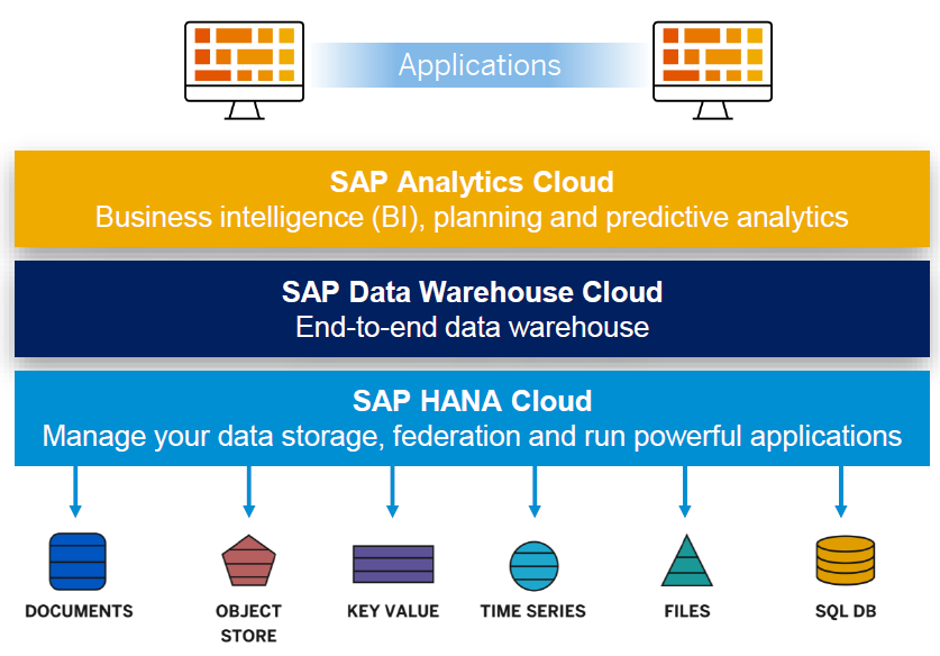 Applications
SAP Analytics Cloud
Business intelligence (BI), planning and predictive analytics
SAP Data Warehouse Cloud
End-to-end data warehouse
SAP HANA Cloud
Manage your data storage, federation and run powerful applications
DOCUMENTS
OBJECT
STORE
KEY VALUE
TIME SERIES
FILES
SQL DB